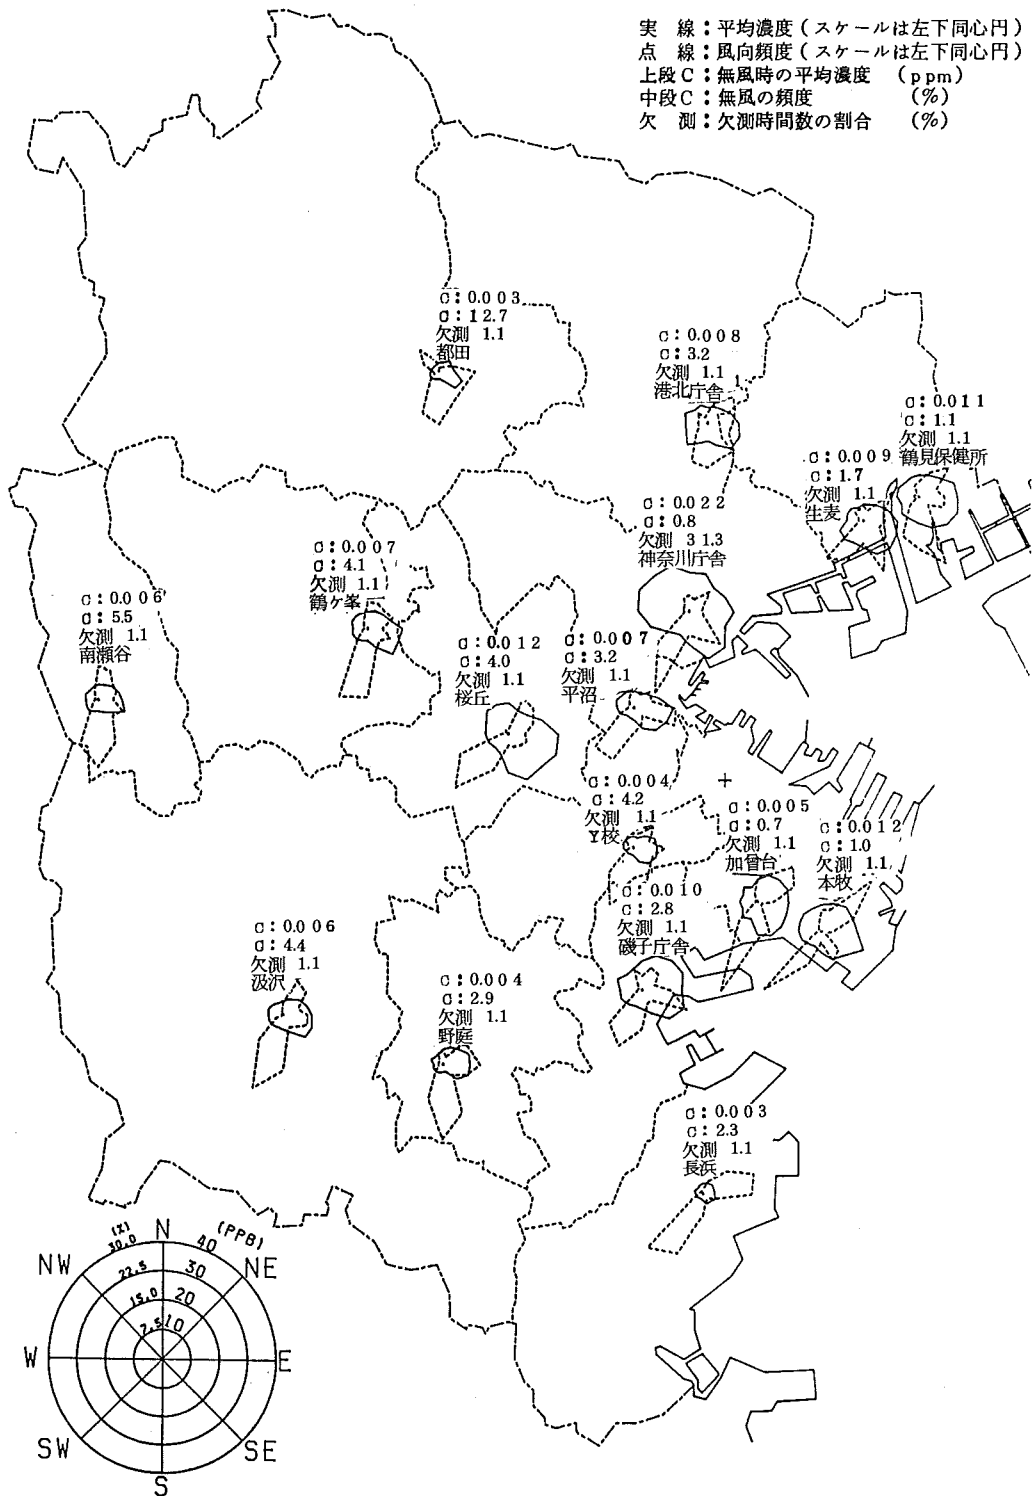 実 線：平均濃度（スケールは左下同心円）
点 線：風向頻度（スケールは左下同心円）
上段C：無風時の平均濃度 （ppm）
中段C：無風の頻度 （％）
欠 測：欠測時間数の割合 （％）
C：0.003
C：12.7
欠測 1.1
都田
C：0.008
C：3.2
欠測 1.1
港北庁舎
C：0.011
C：1.1
欠測 1.1
鶴見保健所
C：0.009
C：1.7
欠測 1.1
生麦
C：0.022
C：0.8
欠測 31.3
神奈川庁舎
C：0.007
C：4.1
欠測 1.1
鶴ケ峯
C：0.006
C：5.5
欠測 1.1
南瀬谷
C：0.012
C：4.0
欠測 1.1
桜丘
C：0.007
C：3.2
欠測 1.1
平沼
C：0.004
C：4.2
欠測 1.1
Y校
C：0.005
C：0.7
欠測 1.1
加曽台
C：0.012
C：1.0
欠測 1.1
本牧
C：0.010
C：2.8
欠測 1.1
磯子庁舎
C：0.006
C：4.4
欠測 1.1
汲沢
C：0.004
C：2.9
欠測 1.1
野庭
C：0.003
C：2.3
欠測 1.1
長浜
(%) N (PPB)
30.0 40
NW 22.5 30 NE
15.0 20
7.5 10
W E
SW SE
S